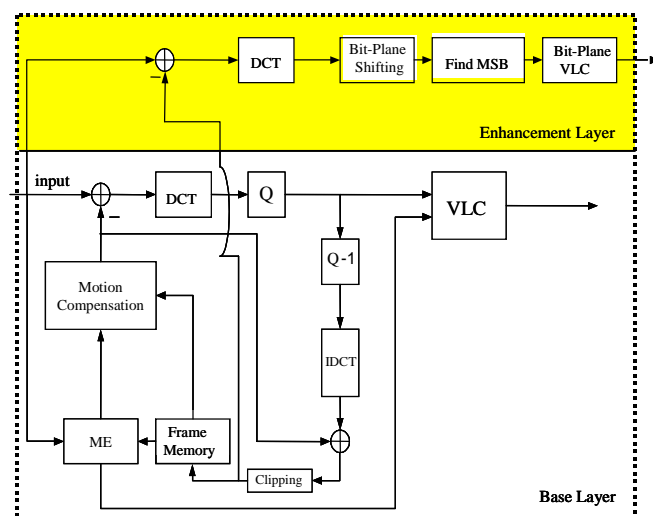 DCT
Bit-Plane
Shifting
Find MSB
Bit-Plane
VLC
Enhancement Layer
input
DCT
Q
VLC
Q-1
Motion
Compensation
IDCT
ME
Frame
Memory
Clipping
Base Layer